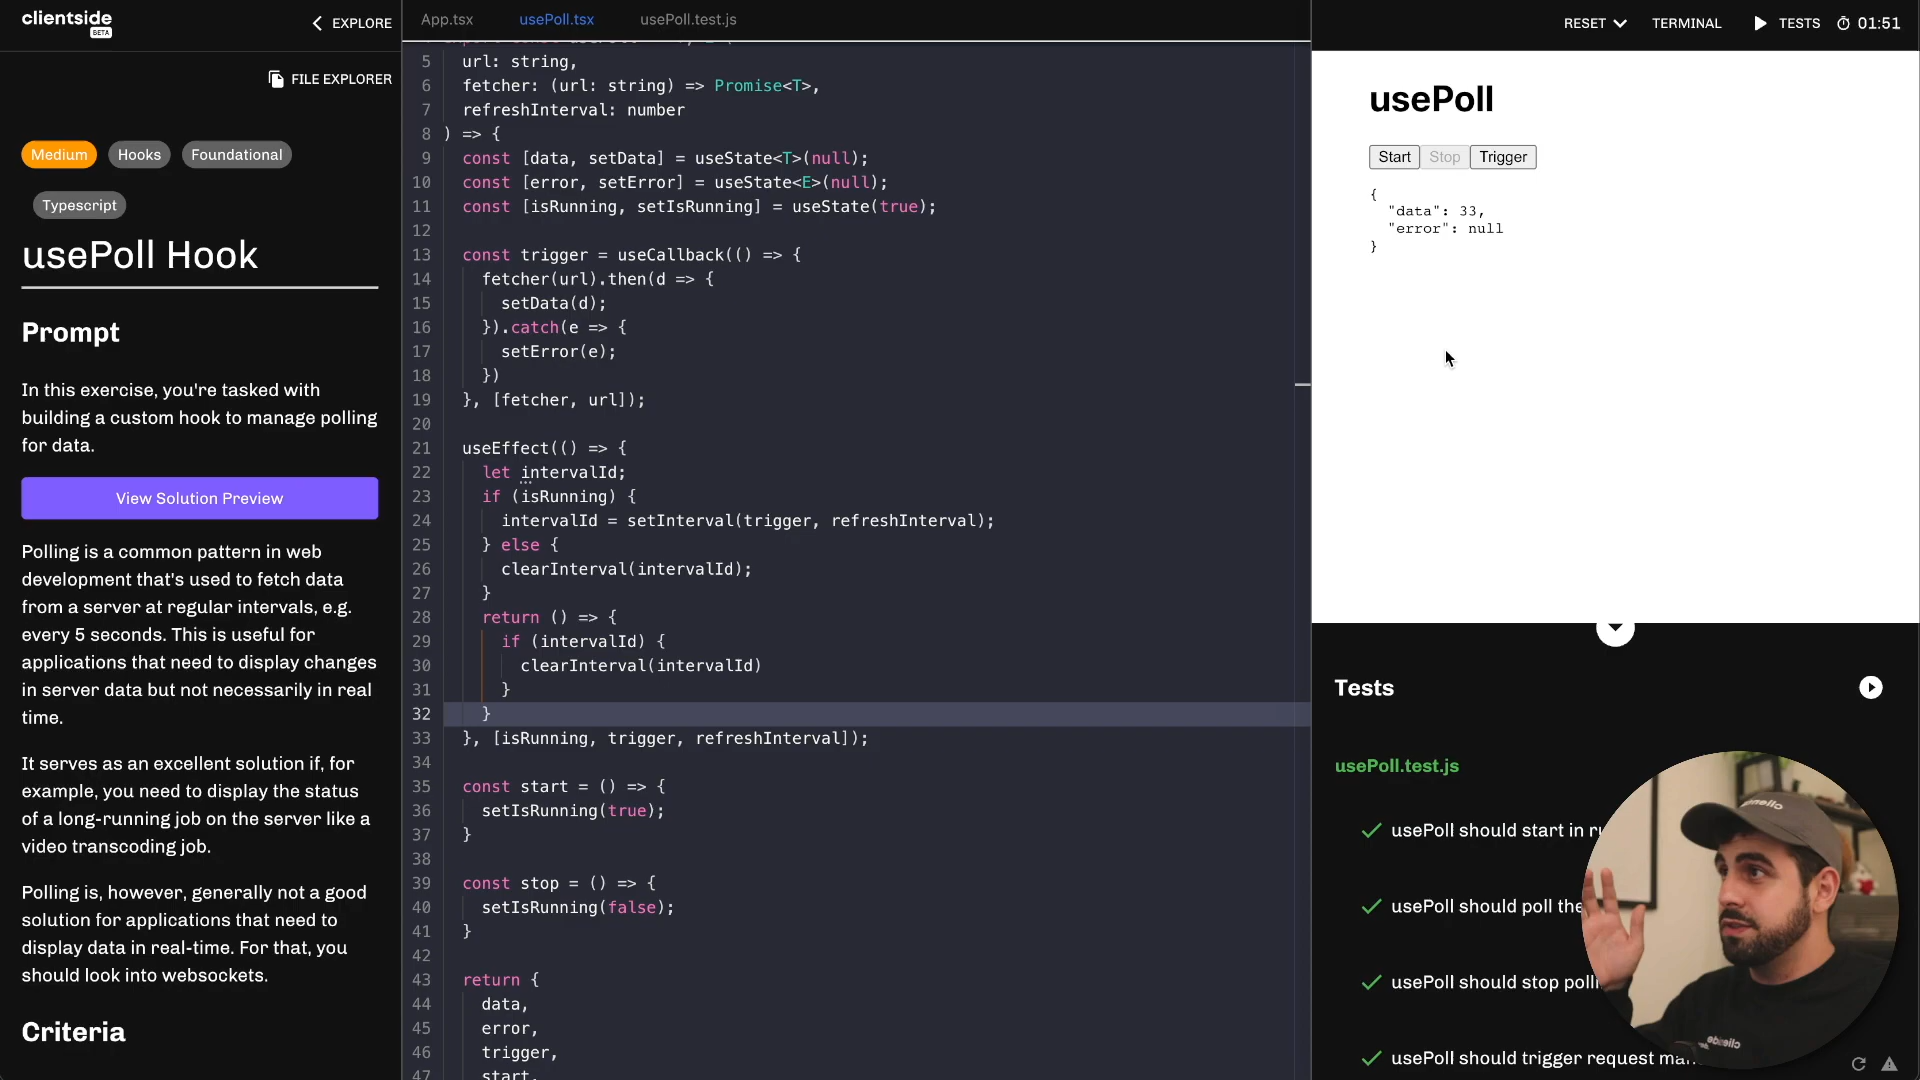 clientside
BETA
EXPLORE
FILE EXPLORER
Medium
Hooks
Foundational
Typescript
usePoll Hook
Prompt
In this exercise, you're tasked with
building a custom hook to manage polling
for data.
View Solution Preview
Polling is a common pattern in web
development that's used to fetch data
from a server at regular intervals, e.g.
every 5 seconds. This is useful for
applications that need to display changes
in server data but not necessarily in real
time.
It serves as an excellent solution if, for
example, you need to display the status
of a long-running job on the server like a
video transcoding job.
Polling is, however, generally not a good
solution for applications that need to
display data in real-time. For that, you
should look into websockets.
Criteria
App.tsx
usePoll.tsx
usePoll.test.js
5 url: string,
6 fetcher: (url: string) => Promise<T>,
7 refreshInterval: number
8 ) => {
9 const [data, setData] = useState<T>(null);
10 const [error, setError] = useState<E>(null);
11 const [isRunning, setIsRunning] = useState(true);
12
13 const trigger = useCallback(() => {
14 fetcher(url).then(d => {
15 setData(d);
16 }).catch(e => {
17 setError(e);
18 })
19 }, [fetcher, url]);
20
21 useEffect(() => {
22 let intervalId;
23 if (isRunning) {
24 intervalId = setInterval(trigger, refreshInterval);
25 } else {
26 clearInterval(intervalId);
27 }
28 return () => {
29 if (intervalId) {
30 clearInterval(intervalId)
31 }
32 }
33 }, [isRunning, trigger, refreshInterval]);
34
35 const start = () => {
36 setIsRunning(true);
37 }
38
39 const stop = () => {
40 setIsRunning(false);
41 }
42
43 return {
44 data,
45 error,
46 trigger,
47 start,
RESET
TERMINAL
TESTS
01:51
usePoll
Start
Stop
Trigger
{
"data": 33,
"error": null
}
Tests
usePoll.test.js
usePoll should start in
usePoll should poll the
usePoll should stop
usePoll should trigger request